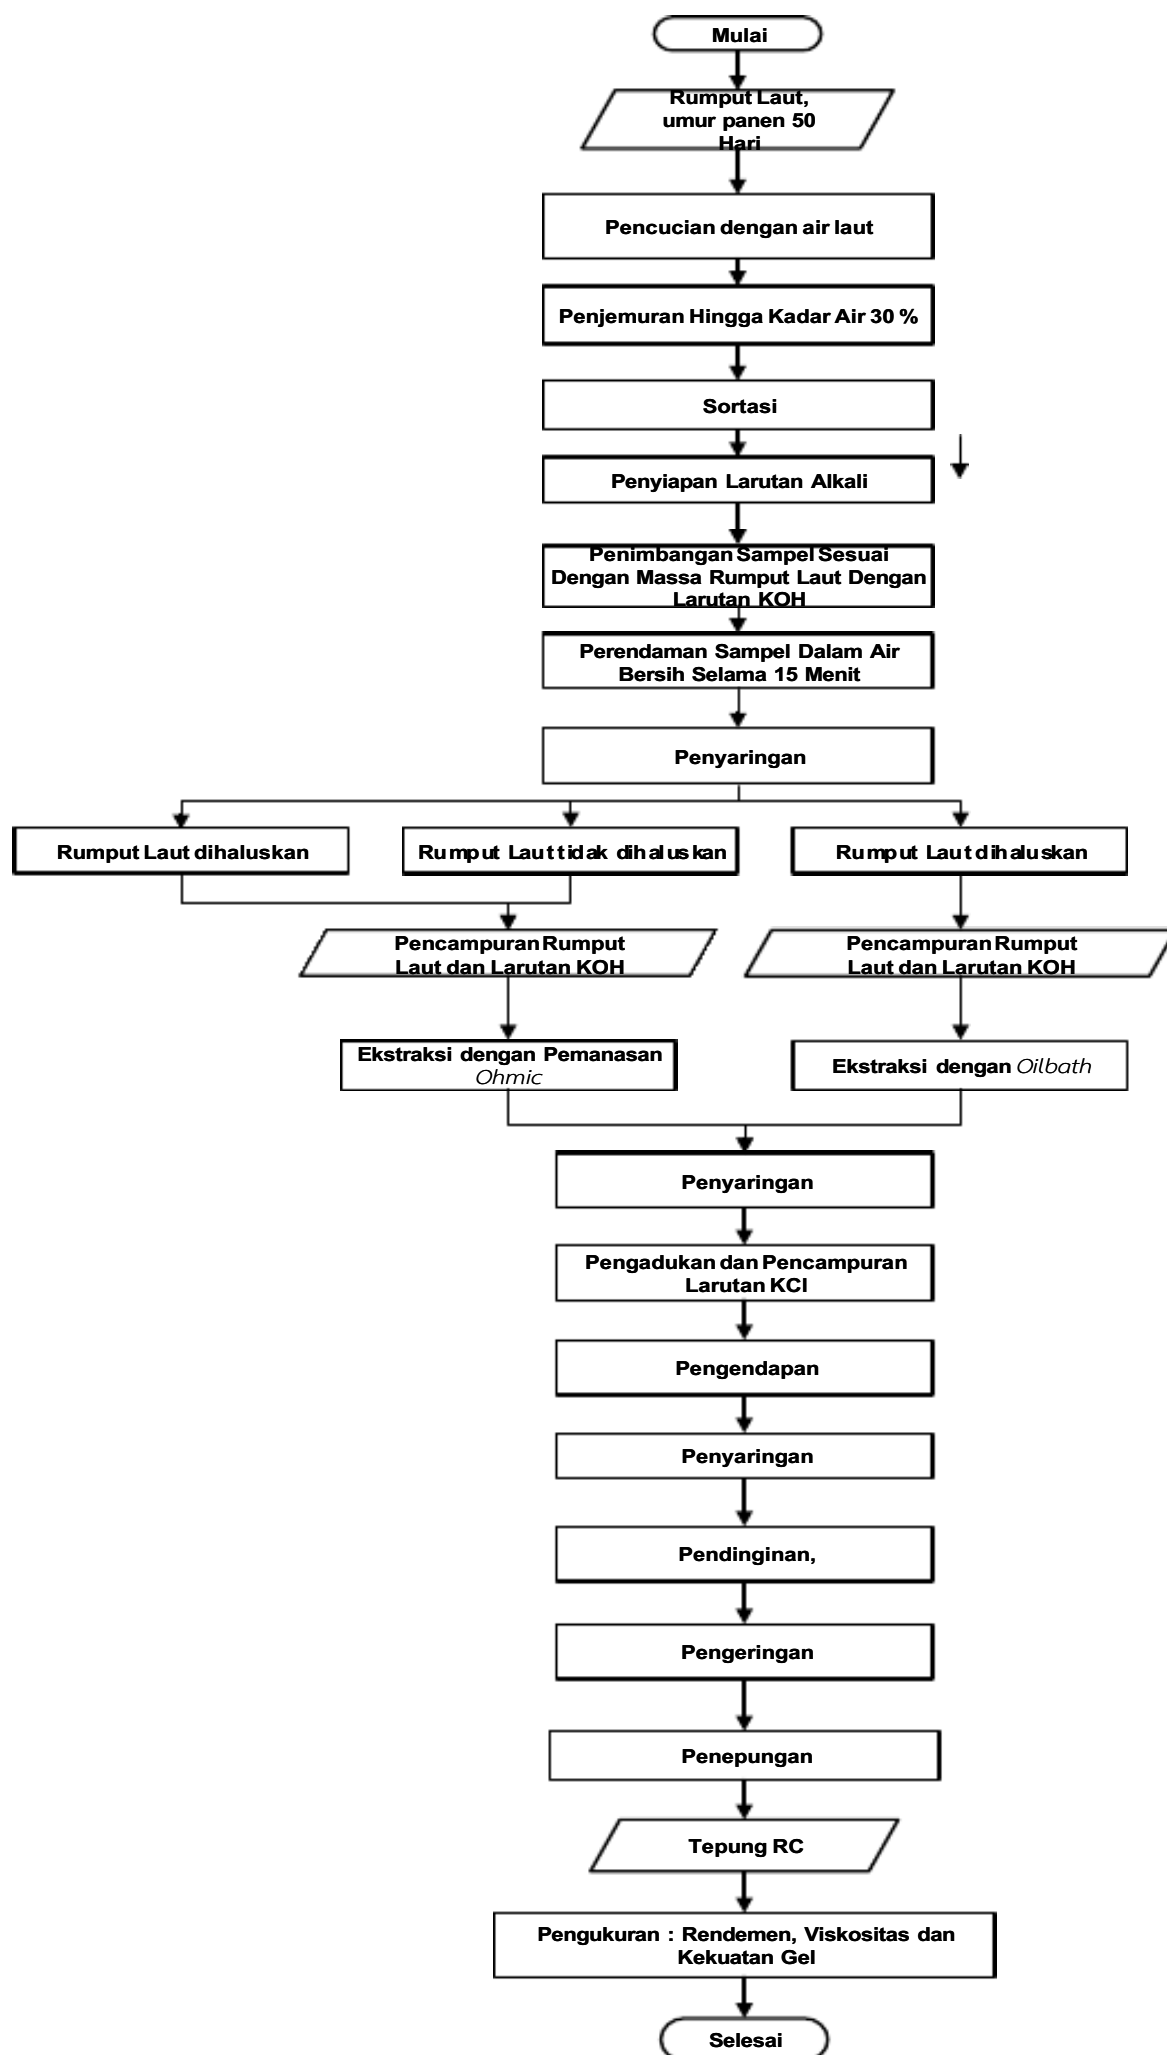 Mulai
Rumput Laut,
umur panen 50
Hari
Pencucian dengan air laut
Penjemuran Hingga Kadar Air 30 %
Sortasi
Penyiapan Larutan Alkali
Penimbangan Sampel Sesuai
Dengan Massa Rumput Laut Dengan
Larutan KOH
Perendaman Sampel Dalam Air
Bersih Selama 15 Menit
Penyaringan
Rumput Laut dihaluskan
Rumput Laut tidak dihaluskan
Rumput Laut dihaluskan
Pencampuran Rumput
Laut dan Larutan KOH
Pencampuran Rumput
Laut dan Larutan KOH
Ekstraksi dengan Pemanasan
Ohmic
Ekstraksi dengan Oilbath
Penyaringan
Pengadukan dan Pencampuran
Larutan KCl
Pengendapan
Penyaringan
Pendinginan,
Pengeringan
Penepungan
Tepung RC
Pengukuran : Rendemen, Viskositas dan
Kekuatan Gel
Selesai